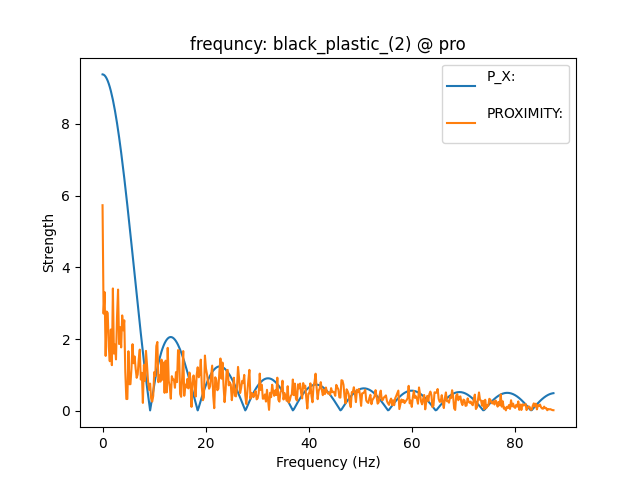 frequncy: black_plastic_(2) @ pro
P_X:
PROXIMITY:
Strength
8
6
4
2
0
0 20 40 60 80
Frequency (Hz)